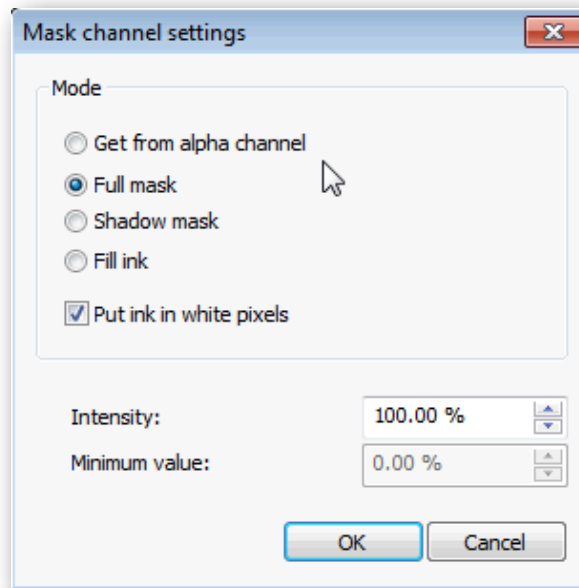 Mask channel settings
Mode
Get from alpha channel
Full mask
Shadow mask
Fill ink
Put ink in white pixels
Intensity: 100.00 %
Minimum value: 0.00 %
OK Cancel